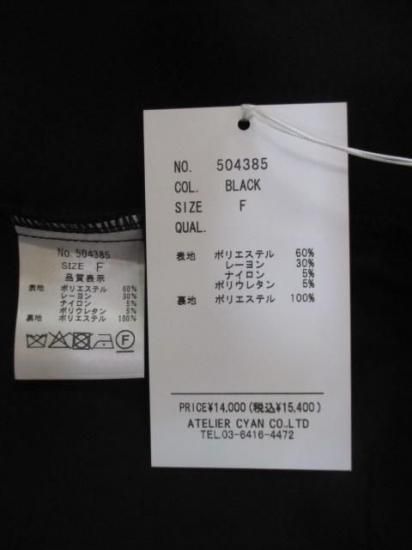 No. 504385
SIZE F
品質表示
表地 ポリエステル 60%
レーヨン 30%
ナイロン 5%
ポリウレタン 5%
裏地 ポリエステル 100%
F
NO. 504385
COL. BLACK
SIZE F
QUAL.
表地 ポリエステル 60%
レーヨン 30%
ナイロン 5%
ポリウレタン 5%
裏地 ポリエステル 100%
PRICE¥14,000(税込¥15,400)
ATELIER CYAN CO.LTD
TEL.03-6416-4472